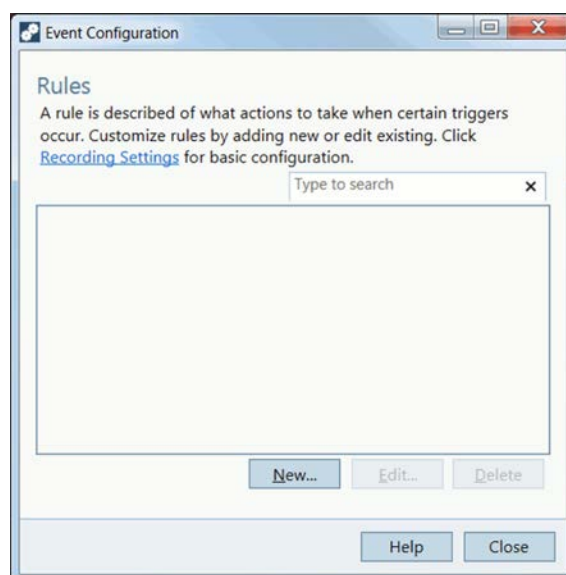 Event Configuration
Rules
A rule is described of what actions to take when certain triggers
occur. Customize rules by adding new or edit existing. Click
Recording Settings for basic configuration.
Type to search
New...
Edit...
Delete
Help
Close